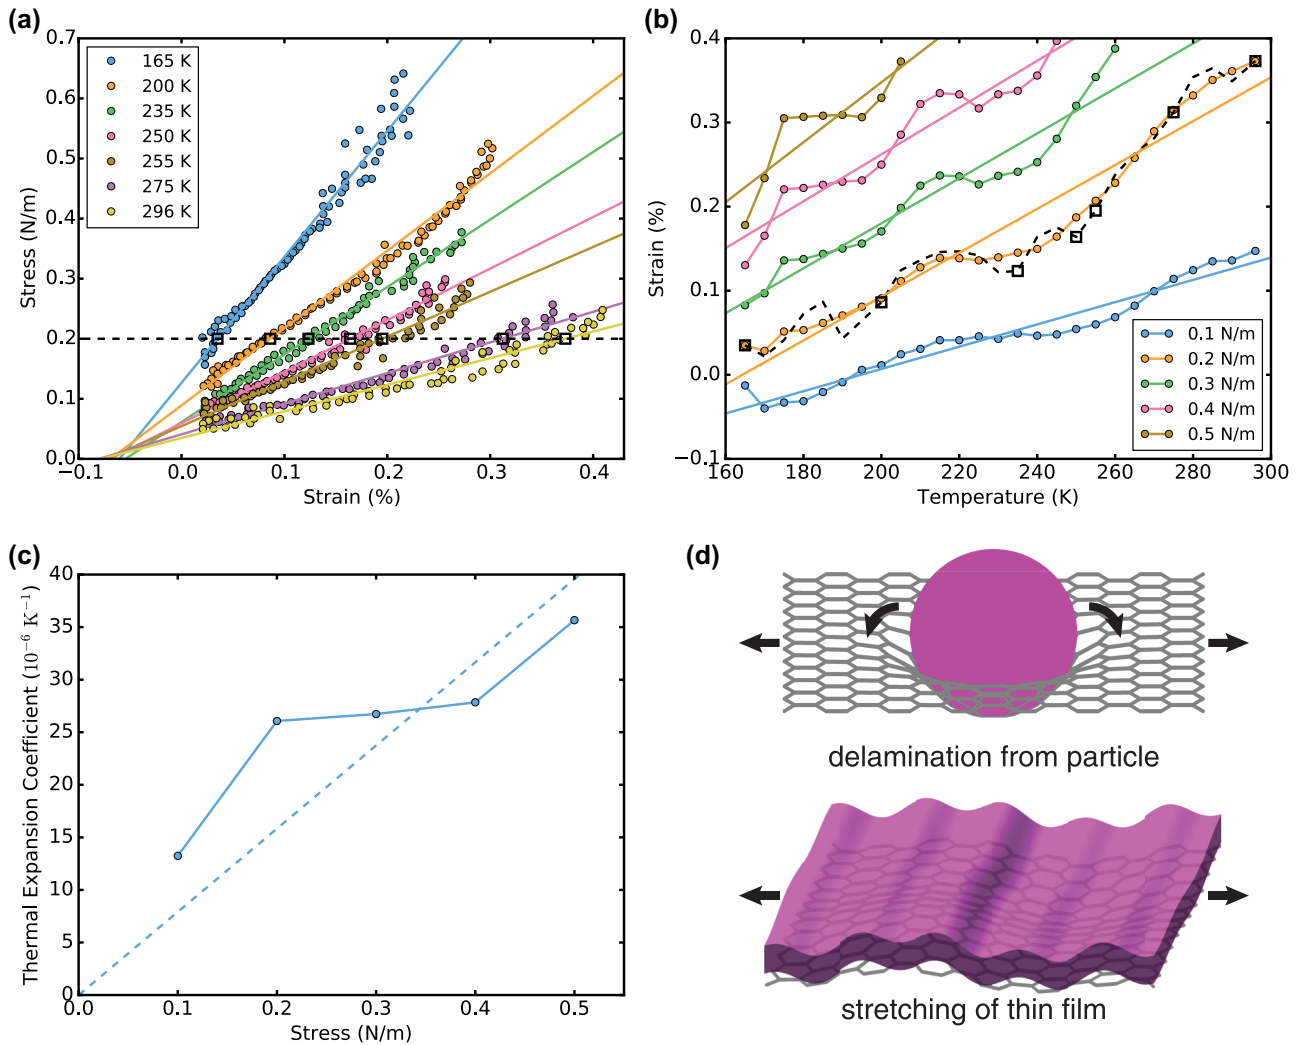 (a)
0.7
0.6
0.5
0.4
0.3
0.2
0.1
0.0
Stress (N/m)
165 K
200 K
235 K
250 K
255 K
275 K
296 K
−0.1 0.0 0.1 0.2 0.3 0.4
Strain (%)
(b)
0.4
0.3
0.2
0.1
0.0
−0.1
Strain (%)
0.1 N/m
0.2 N/m
0.3 N/m
0.4 N/m
0.5 N/m
160 180 200 220 240 260 280 300
Temperature (K)
(c)
40
35
30
25
20
15
10
5
0
Thermal Expansion Coefficient (10⁻⁶ K⁻¹)
0.0 0.1 0.2 0.3 0.4 0.5
Stress (N/m)
(d)
delamination from particle
stretching of thin film